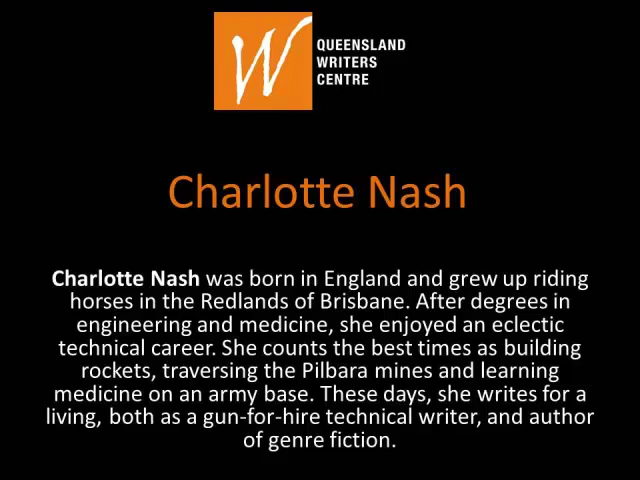 W
QUEENSLAND
WRITERS
CENTRE
Charlotte Nash
Charlotte Nash was born in England and grew up riding
horses in the Redlands of Brisbane. After degrees in
engineering and medicine, she enjoyed an eclectic
technical career. She counts the best times as building
rockets, traversing the Pilbara mines and learning
medicine on an army base. These days, she writes for a
living, both as a gun-for-hire technical writer, and author
of genre fiction.